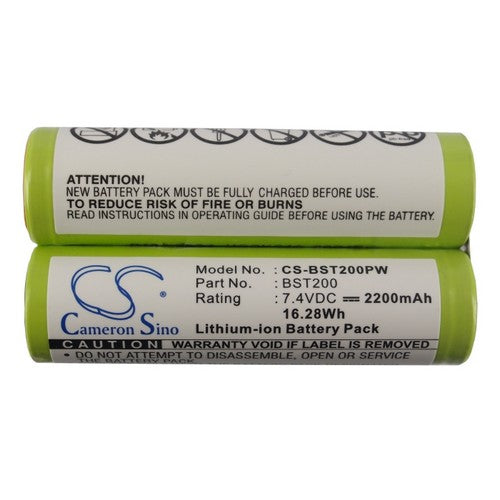 ATTENTION!
NEW BATTERY PACK MUST BE FULLY CHARGED BEFORE USE
TO REDUCE RISK OF FIRE OR BURNS
READ INSTRUCTIONS IN OPERATING GUIDE BEFORE USING BATTERY
CS
Cameron Sino
Model No. : CS-BST200PW
Part No. : BST200
Rating : 7.4VDC 2200mAh
16.28Wh
Lithium-ion Battery Pack
CAUTION WARRANTY VOID IF LABEL REMOVED
DO NOT ATTEMPT TO DISASSEMBLE, OPEN OR SERVICE